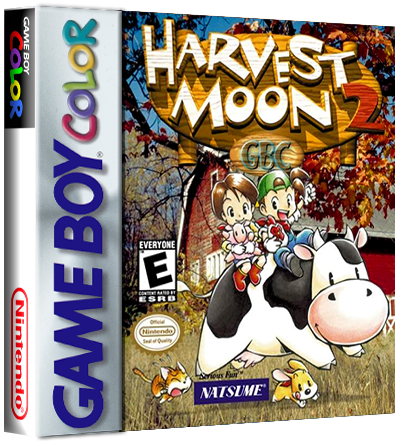 GAME BOY
COLOR
Nintendo
GAME BOY COLOR
HARVEST
MOON 2
GBC
EVERYONE
E
CONTENT RATED BY
ESRB
Official
Nintendo
Seal of Quality
Serious Fun™
NATSUME®